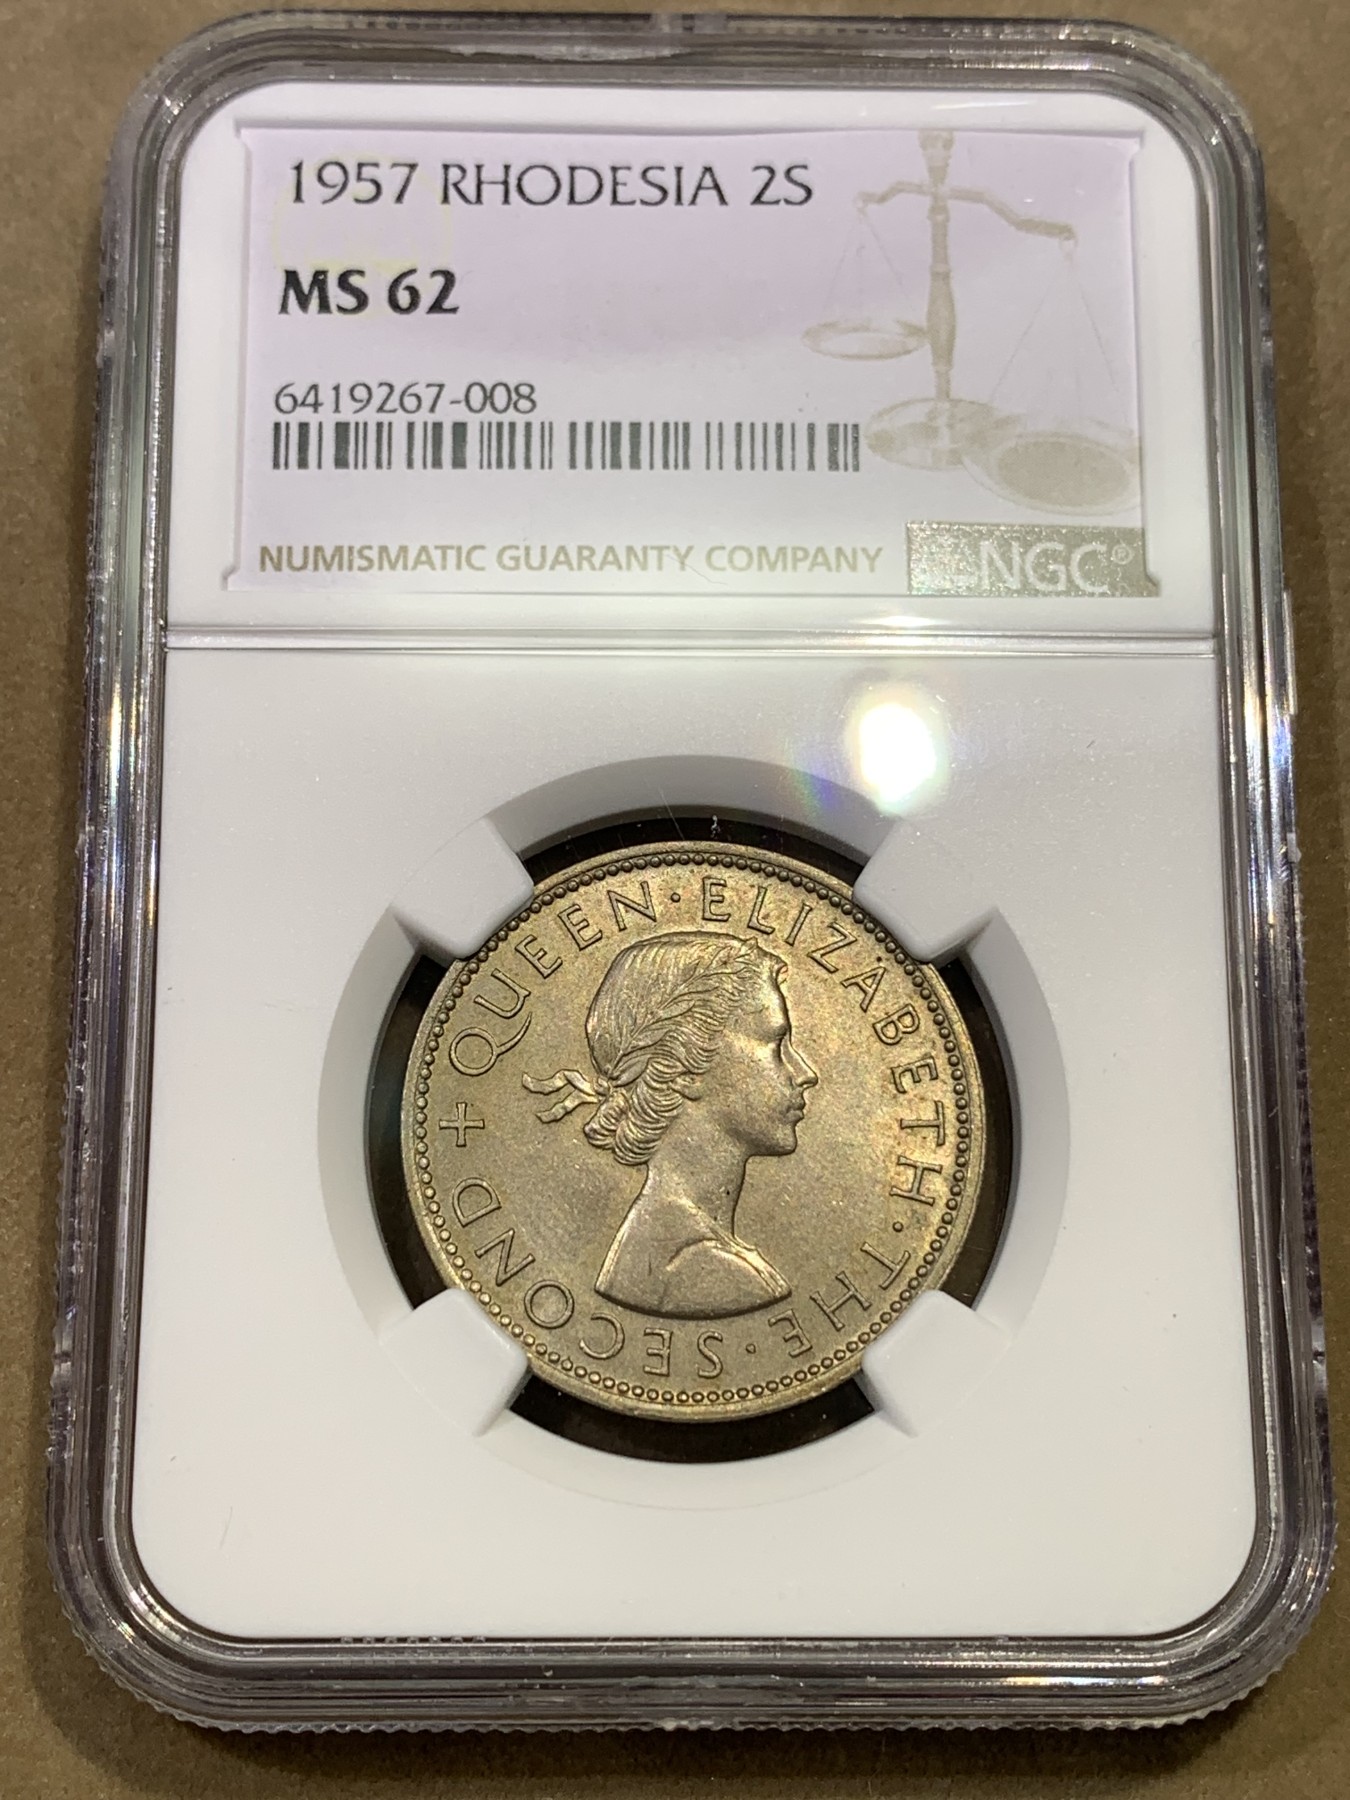 1957 RHODESIA 2S
MS 62
6419267-008
NUMISMATIC GUARANTY COMPANY
NGC®
+ QUEEN · ELIZABETH · THE · SECOND